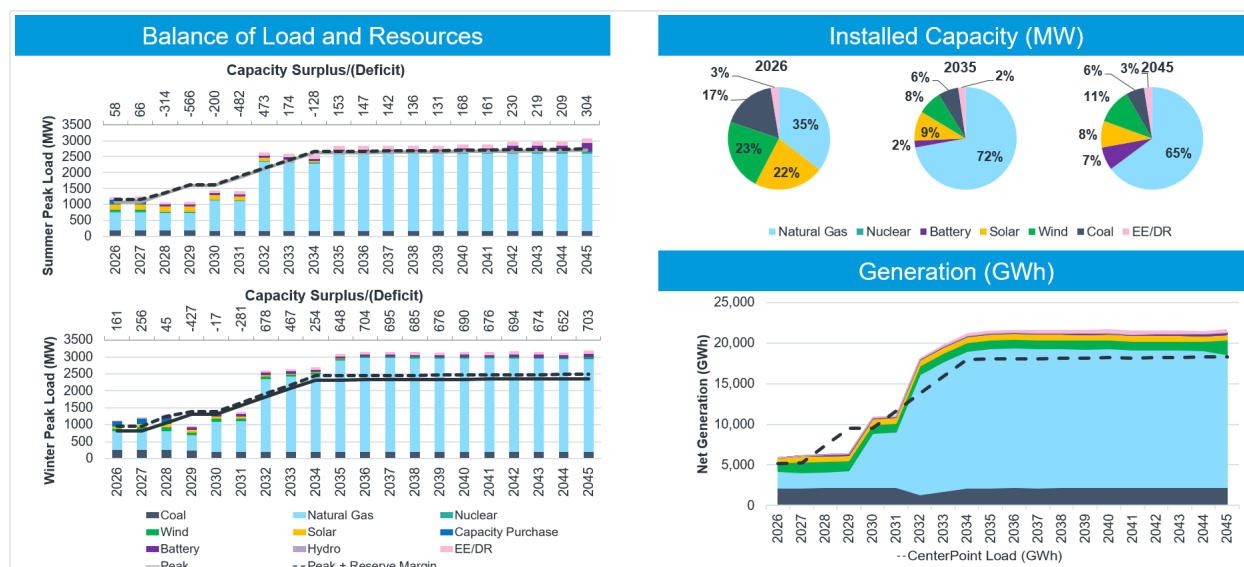 Balance of Load and Resources
Capacity Surplus/(Deficit)
58 66 -314 -566 -200 -482 473 174 -128 153 147 142 136 131 168 161 230 219 209 304
Summer Peak Load (MW)
3500
3000
2500
2000
1500
1000
500
0
2026 2027 2028 2029 2030 2031 2032 2033 2034 2035 2036 2037 2038 2039 2040 2041 2042 2043 2044 2045
Capacity Surplus/(Deficit)
161 256 45 -427 -17 -281 678 467 254 648 704 695 685 676 690 676 694 674 652 703
Winter Peak Load (MW)
3500
3000
2500
2000
1500
1000
500
0
2026 2027 2028 2029 2030 2031 2032 2033 2034 2035 2036 2037 2038 2039 2040 2041 2042 2043 2044 2045
Coal Natural Gas Nuclear
Wind Solar Capacity Purchase
Battery Hydro EE/DR
Peak Peak + Reserve Margin
Installed Capacity (MW)
2026
3%
17%
35%
23%
22%
2035
6%
2%
8%
9%
2%
72%
2045
6%
3%
11%
8%
7%
65%
Natural Gas Nuclear Battery Solar Wind Coal EE/DR
Generation (GWh)
Net Generation (GWh)
25,000
20,000
15,000
10,000
5,000
0
2026 2027 2028 2029 2030 2031 2032 2033 2034 2035 2036 2037 2038 2039 2040 2041 2042 2043 2044 2045
--CenterPoint Load (GWh)